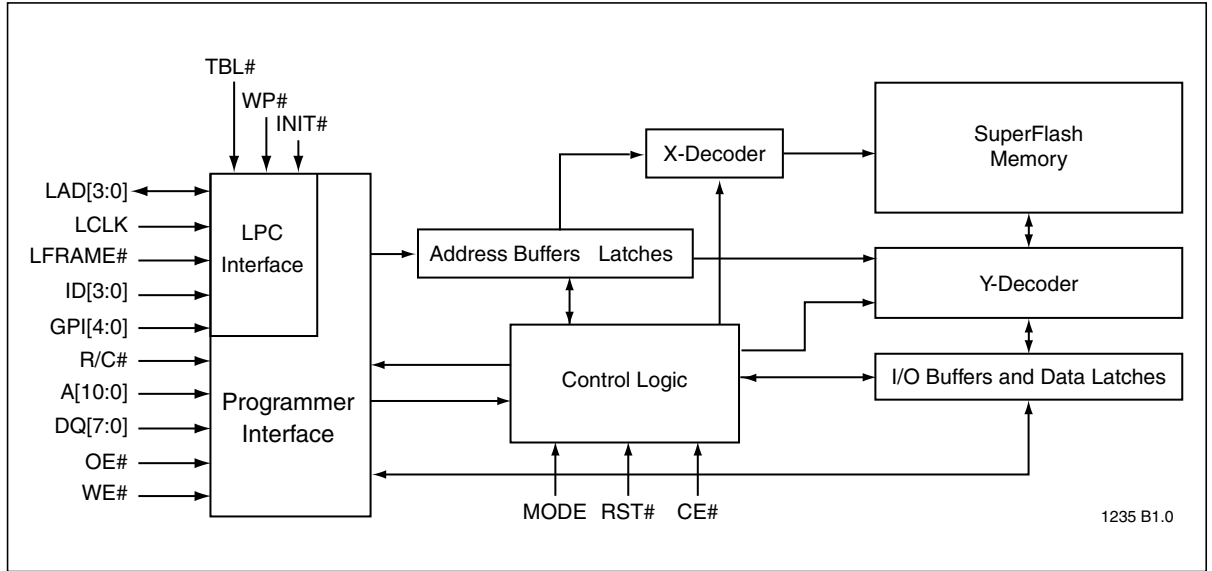 TBL#
WP#
INIT#
LAD[3:0]
LCLK
LFRAME#
ID[3:0]
GPI[4:0]
R/C#
A[10:0]
DQ[7:0]
OE#
WE#
LPC
Interface
Programmer
Interface
Address Buffers Latches
X-Decoder
SuperFlash
Memory
Y-Decoder
Control Logic
I/O Buffers and Data Latches
MODE RST# CE#
1235 B1.0